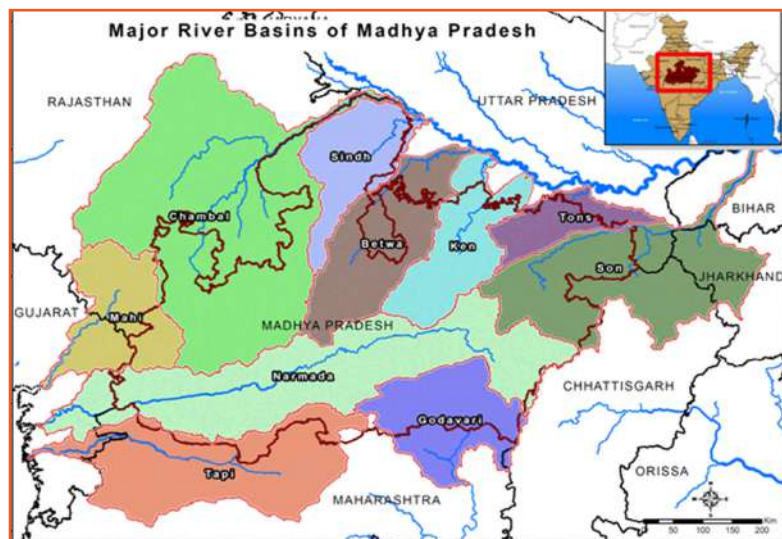 Major River Basins of Madhya Pradesh
RAJASTHAN
UTTAR PRADESH
Sindh
Chambal
Betwa
Ken
Tons
BIHAR
Son
JHARKHAND
GUJARAT
Mahi
MADHYA PRADESH
Narmada
CHHATTISGARH
Godavari
Tapi
MAHARASHTRA
ORISSA
0 25 50 100 150 200
Km